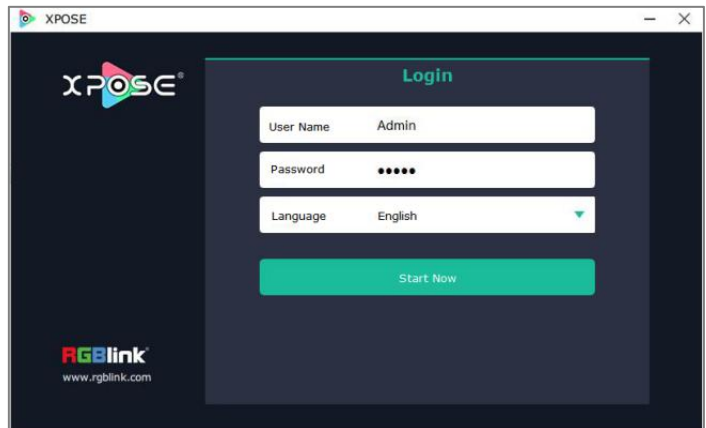 XPOSE
XPOSE®
Login
User Name Admin
Password •••••
Language English
Start Now
RGBlink®
www.rgblink.com